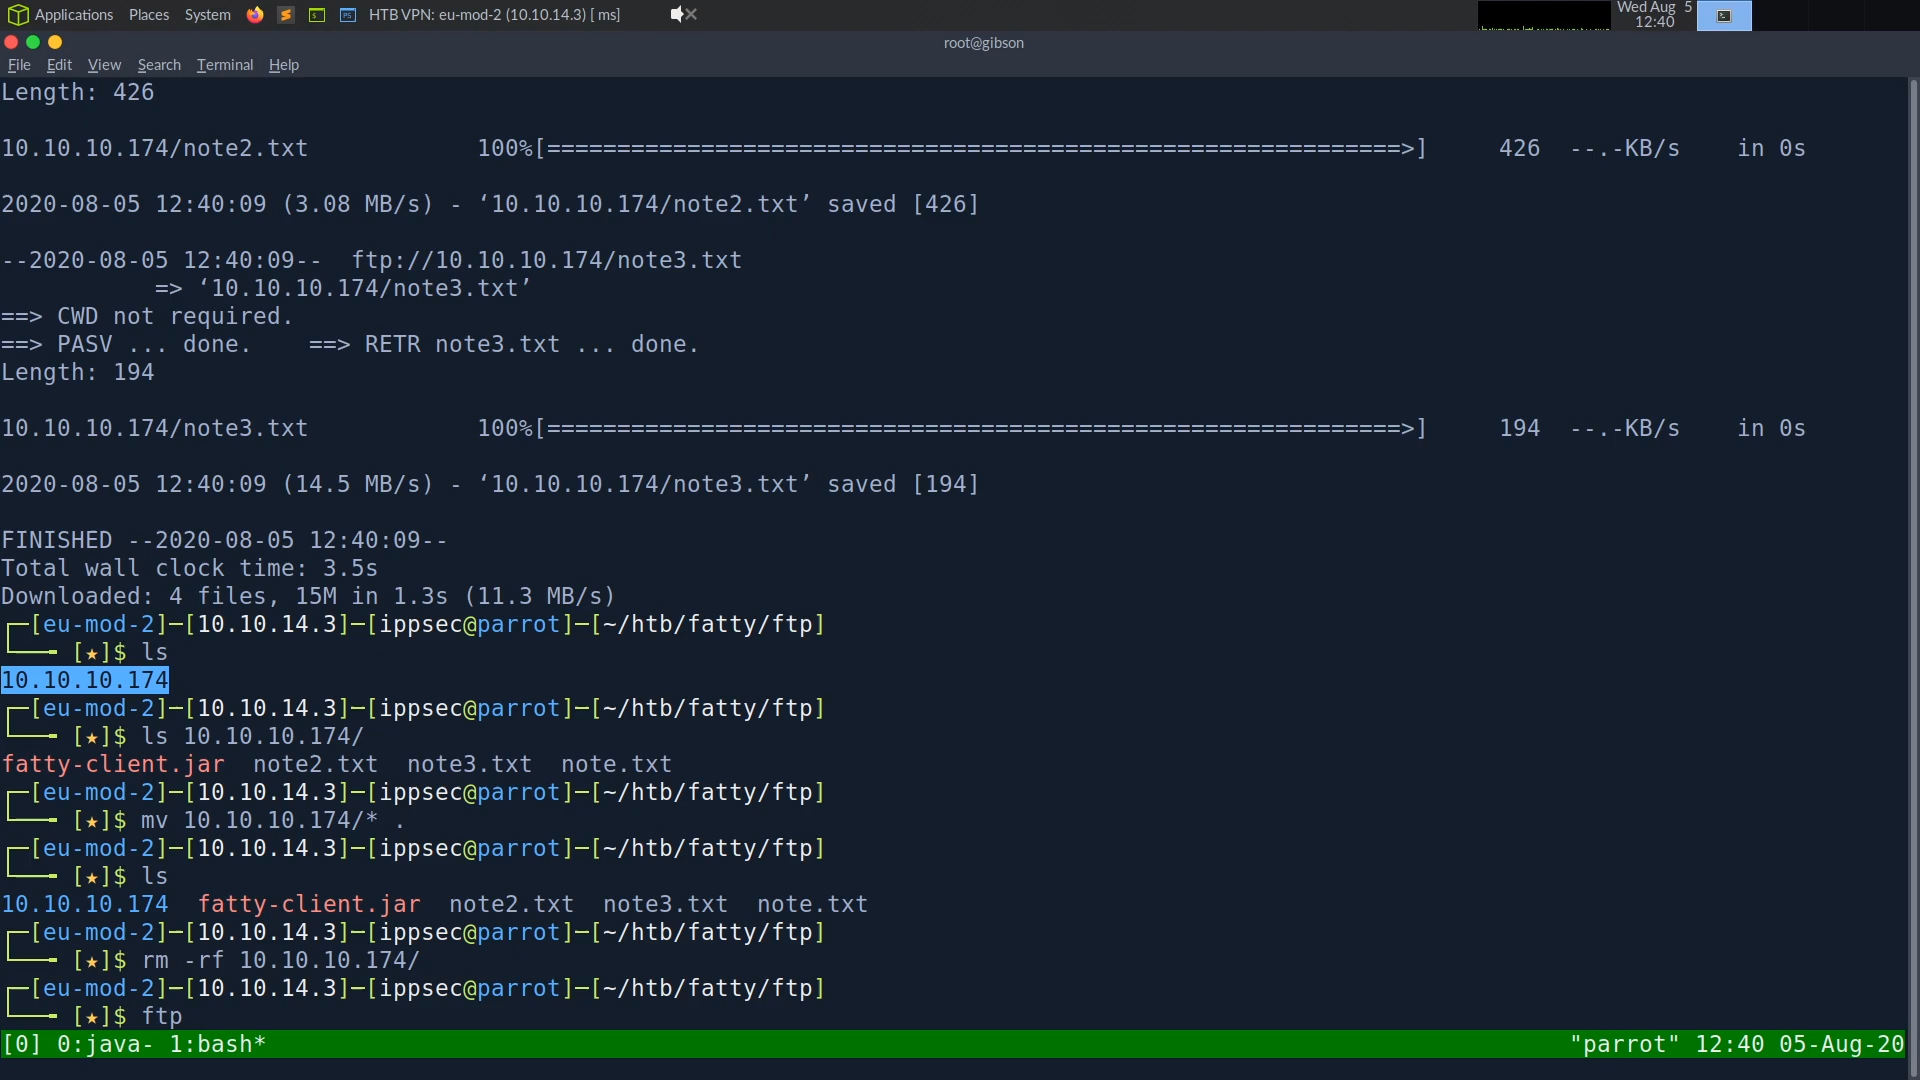 Applications Places System HTB VPN: eu-mod-2 (10.10.14.3) [ ms] Wed Aug 5
12:40
root@gibson
File Edit View Search Terminal Help
Length: 426
10.10.10.174/note2.txt 100%[=============================================================>] 426 --.-KB/s in 0s
2020-08-05 12:40:09 (3.08 MB/s) - ‘10.10.10.174/note2.txt’ saved [426]
--2020-08-05 12:40:09-- ftp://10.10.10.174/note3.txt
=> ‘10.10.10.174/note3.txt’
==> CWD not required.
==> PASV ... done. ==> RETR note3.txt ... done.
Length: 194
10.10.10.174/note3.txt 100%[=============================================================>] 194 --.-KB/s in 0s
2020-08-05 12:40:09 (14.5 MB/s) - ‘10.10.10.174/note3.txt’ saved [194]
FINISHED --2020-08-05 12:40:09--
Total wall clock time: 3.5s
Downloaded: 4 files, 15M in 1.3s (11.3 MB/s)
┌─[eu-mod-2]─[10.10.14.3]─[ippsec@parrot]─[~/htb/fatty/ftp]
└──╼ [★]$ ls
10.10.10.174
┌─[eu-mod-2]─[10.10.14.3]─[ippsec@parrot]─[~/htb/fatty/ftp]
└──╼ [★]$ ls 10.10.10.174/
fatty-client.jar note2.txt note3.txt note.txt
┌─[eu-mod-2]─[10.10.14.3]─[ippsec@parrot]─[~/htb/fatty/ftp]
└──╼ [★]$ mv 10.10.10.174/* .
┌─[eu-mod-2]─[10.10.14.3]─[ippsec@parrot]─[~/htb/fatty/ftp]
└──╼ [★]$ ls
10.10.10.174 fatty-client.jar note2.txt note3.txt note.txt
┌─[eu-mod-2]─[10.10.14.3]─[ippsec@parrot]─[~/htb/fatty/ftp]
└──╼ [★]$ rm -rf 10.10.10.174/
┌─[eu-mod-2]─[10.10.14.3]─[ippsec@parrot]─[~/htb/fatty/ftp]
└──╼ [★]$ ftp
[0] 0:java- 1:bash* "parrot" 12:40 05-Aug-20